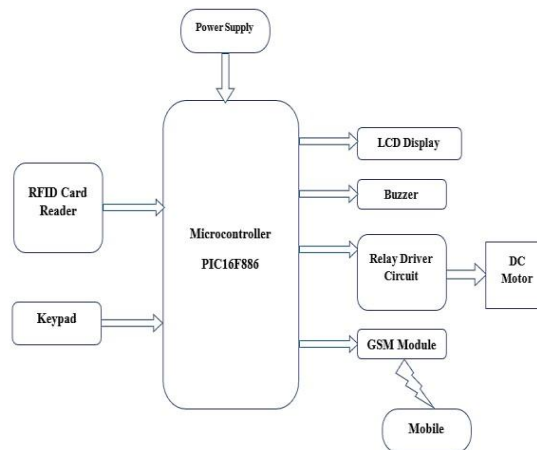 Power Supply
LCD Display
RFID Card
Reader
Buzzer
Microcontroller
PIC16F886
Relay Driver
Circuit
DC
Motor
Keypad
GSM Module
Mobile